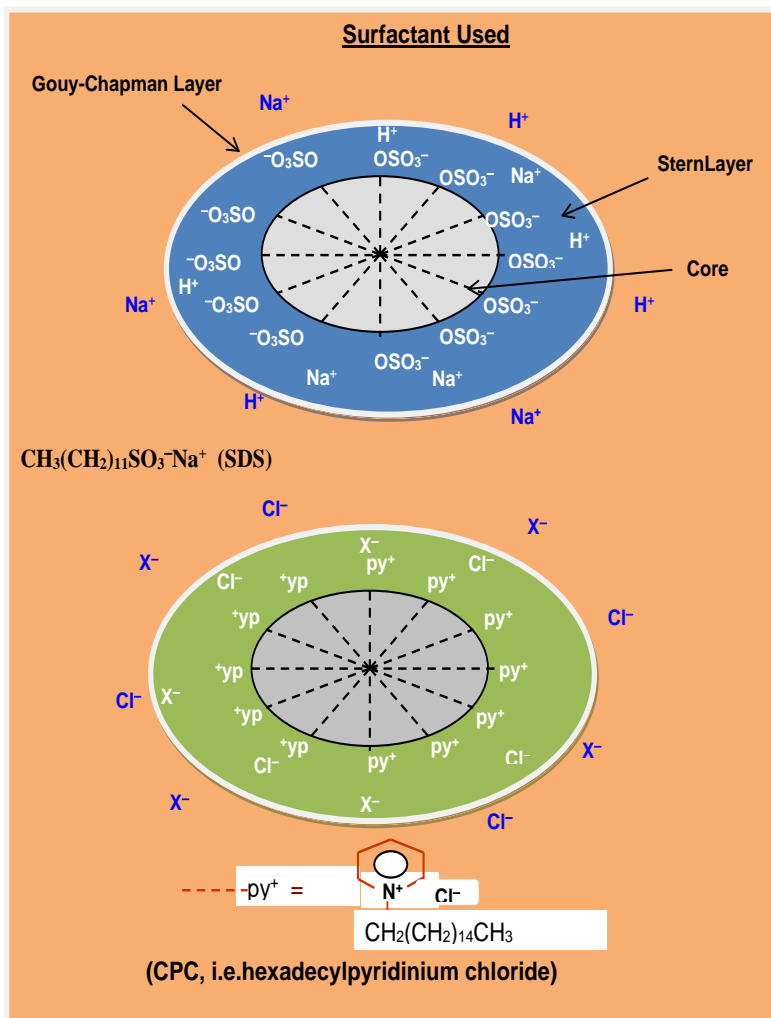 Surfactant Used
Gouy-Chapman Layer
Na⁺
H⁺
H⁺
⁻O₃SO
OSO₃⁻
OSO₃⁻
Na⁺
SternLayer
⁻O₃SO
OSO₃⁻
H⁺
⁻O₃SO
OSO₃⁻
Core
H⁺
Na⁺
⁻O₃SO
OSO₃⁻
H⁺
⁻O₃SO
OSO₃⁻
OSO₃⁻
Na⁺
Na⁺
H⁺
Na⁺
CH₃(CH₂)₁₁SO₃⁻Na⁺ (SDS)
Cl⁻
X⁻
X⁻
X⁻
Cl⁻
⁺yp
py⁺
py⁺
Cl⁻
⁺yp
py⁺
Cl⁻
⁺yp
py⁺
Cl⁻
X⁻
⁺yp
py⁺
⁺yp
py⁺
py⁺
Cl⁻
Cl⁻
X⁻
X⁻
X⁻
Cl⁻
py⁺ =
N⁺
Cl⁻
CH₂(CH₂)₁₄CH₃
(CPC, i.e.hexadecylpyridinium chloride)